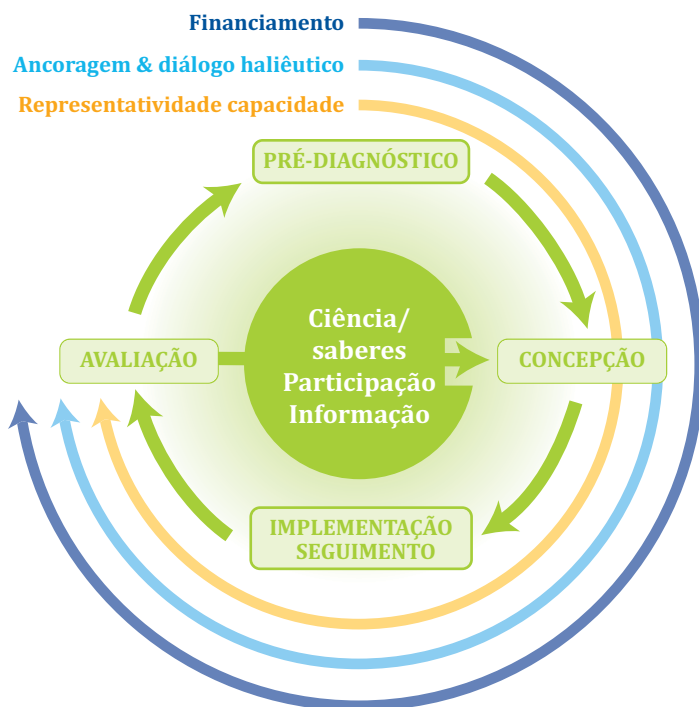 Financiamento
Ancoragem & diálogo haliêutico
Representatividade capacidade
PRÉ-DIAGNÓSTICO
Ciência/
saberes
Participação
Informação
AVALIAÇÃO
CONCEPÇÃO
IMPLEMENTAÇÃO
SEGUIMENTO